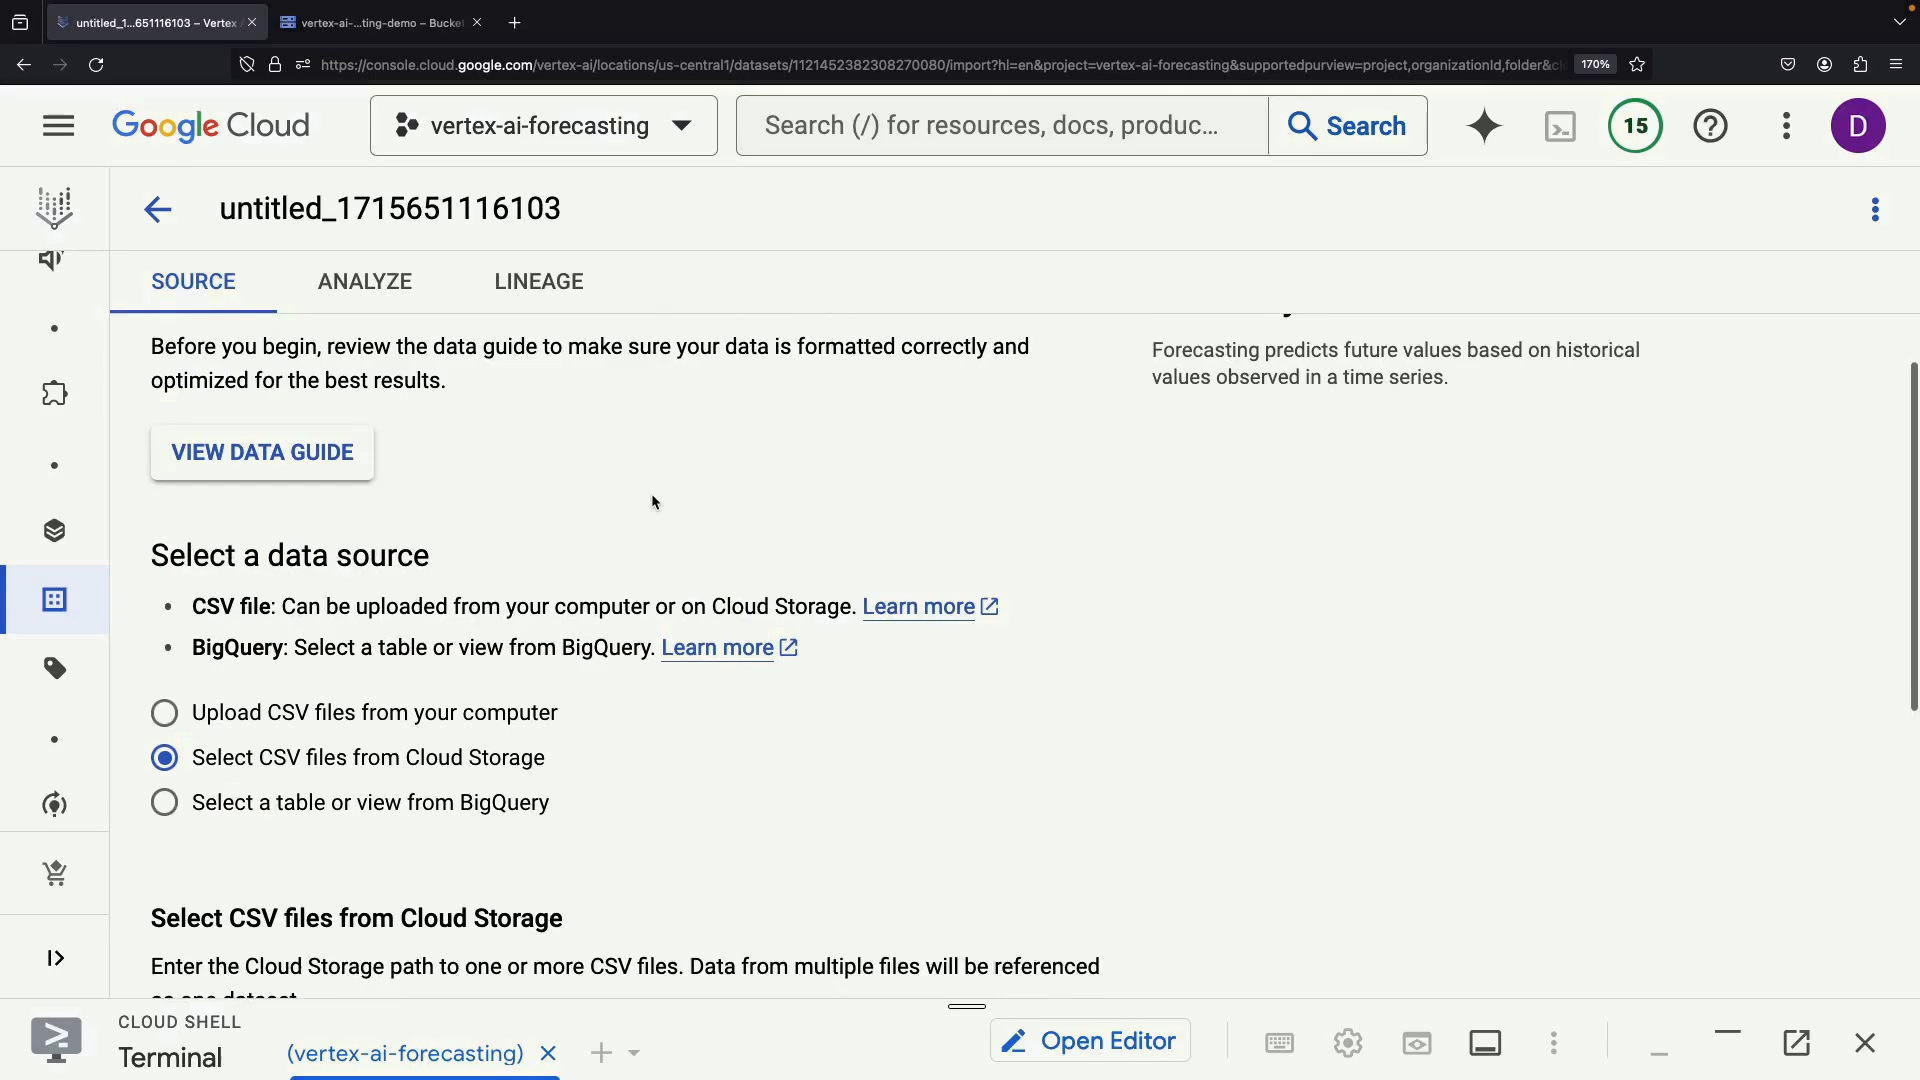 untitled_1...651116103 – Vertex
vertex-ai-...ting-demo – Bucket
https://console.cloud.google.com/vertex-ai/locations/us-central1/datasets/1121452382308270080/import?hl=en&project=vertex-ai-forecasting&supportedpurview=project,organizationId,folder&cl
170%
Google Cloud
vertex-ai-forecasting
Search (/) for resources, docs, produc...
Search
15
D
untitled_1715651116103
SOURCE
ANALYZE
LINEAGE
Before you begin, review the data guide to make sure your data is formatted correctly and
optimized for the best results.
Forecasting predicts future values based on historical
values observed in a time series.
VIEW DATA GUIDE
Select a data source
• CSV file: Can be uploaded from your computer or on Cloud Storage. Learn more
• BigQuery: Select a table or view from BigQuery. Learn more
Upload CSV files from your computer
Select CSV files from Cloud Storage
Select a table or view from BigQuery
Select CSV files from Cloud Storage
Enter the Cloud Storage path to one or more CSV files. Data from multiple files will be referenced
as one dataset.
CLOUD SHELL
Terminal
(vertex-ai-forecasting)
Open Editor